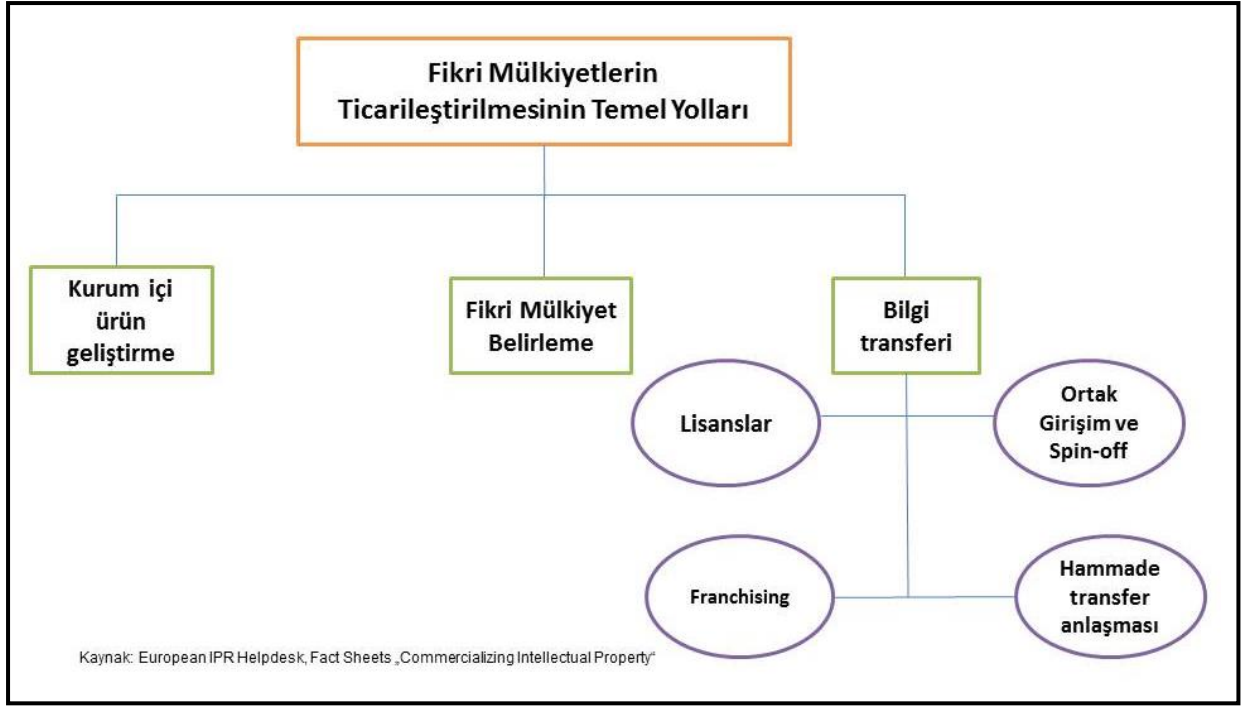 Fikri Mülkiyetlerin
Ticarileştirilmesinin Temel Yolları
Kurum içi
ürün
geliştirme
Fikri Mülkiyet
Belirleme
Bilgi
transferi
Lisanslar
Ortak
Girişim ve
Spin-off
Franchising
Hammade
transfer
anlaşması
Kaynak: European IPR Helpdesk, Fact Sheets „Commercializing Intellectual Property“